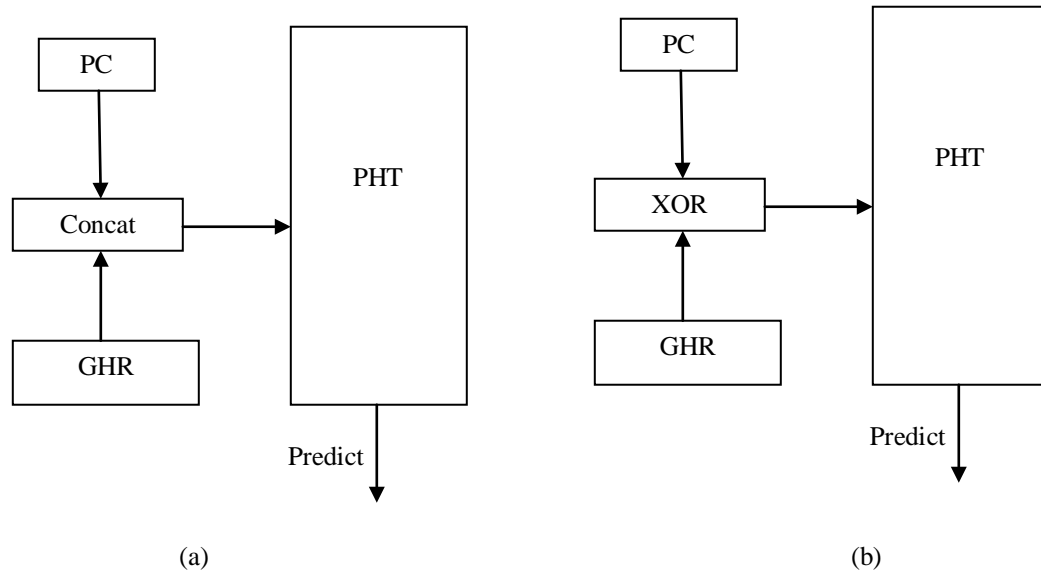 PC
PHT
Concat
GHR
Predict
(a)
PC
PHT
XOR
GHR
Predict
(b)